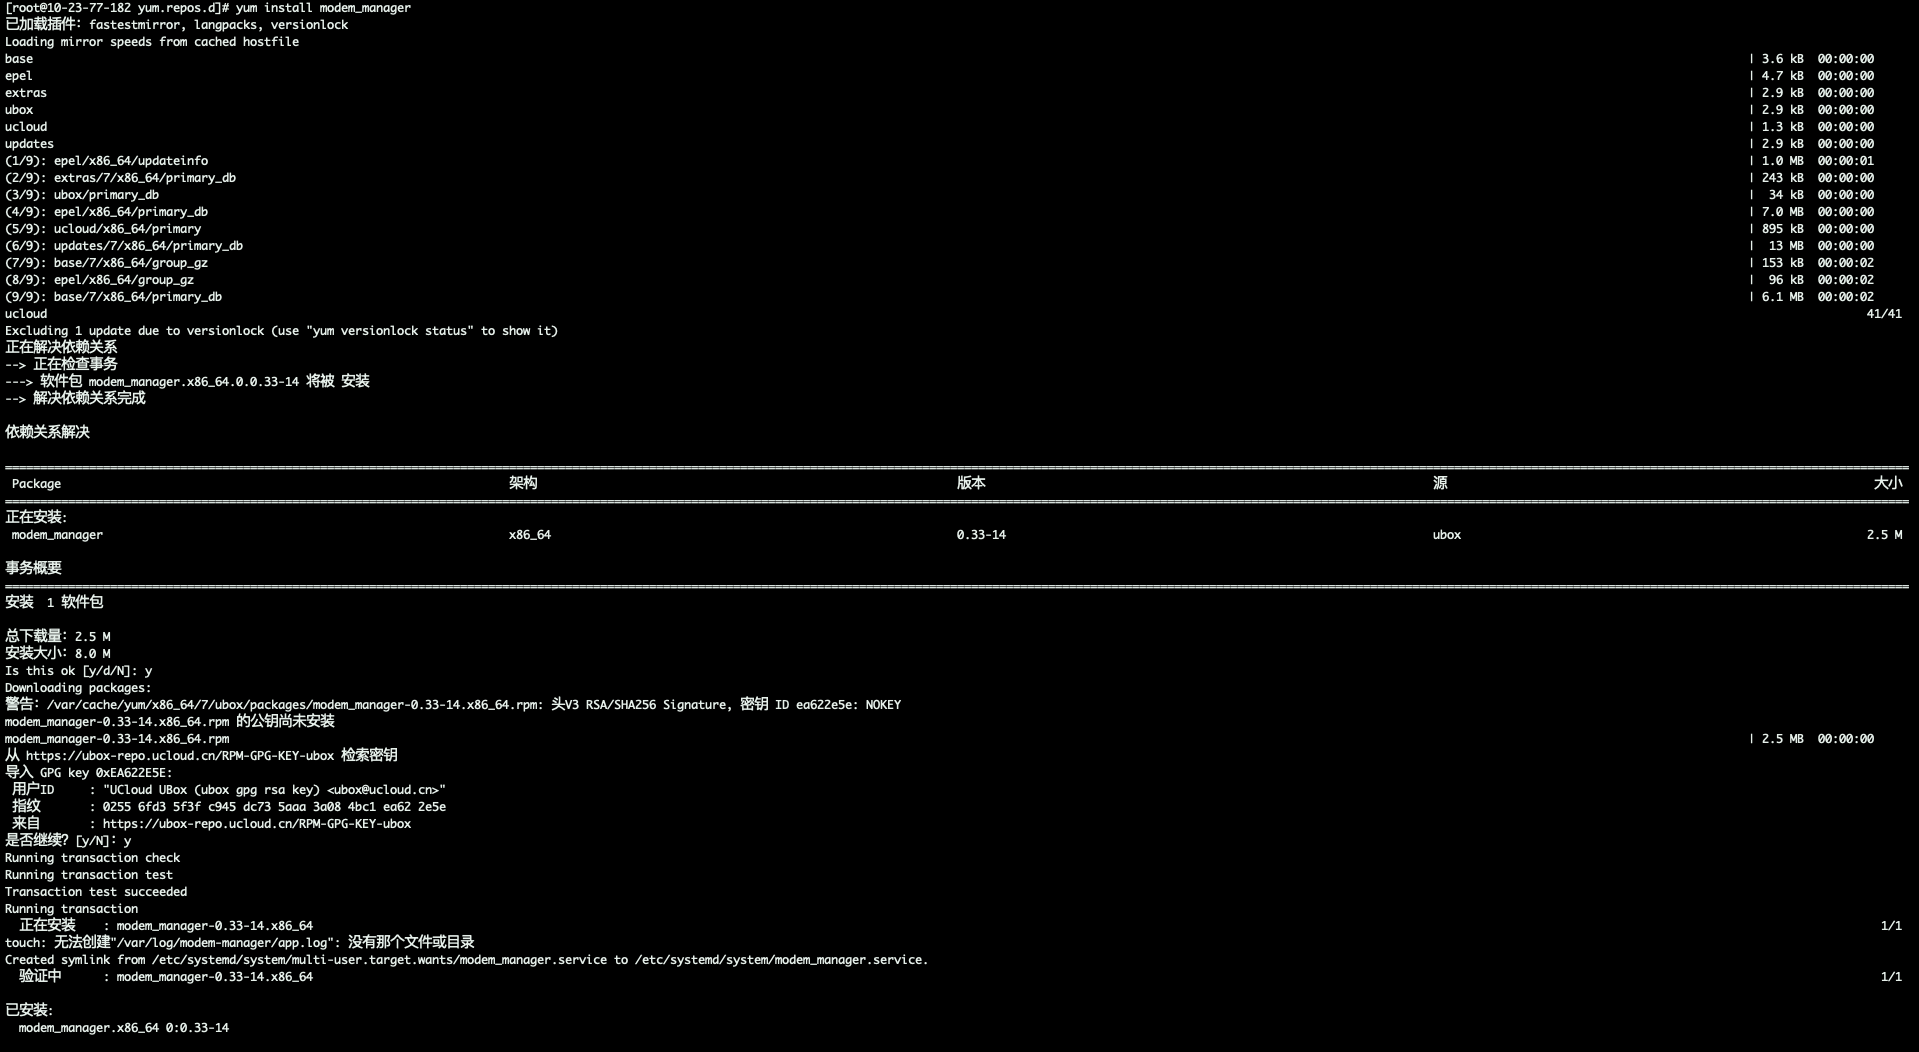 [root@10-23-77-182 yum.repos.d]# yum install modem_manager
已加载插件：fastestmirror, langpacks, versionlock
Loading mirror speeds from cached hostfile
base | 3.6 kB 00:00:00
epel | 4.7 kB 00:00:00
extras | 2.9 kB 00:00:00
ubox | 2.9 kB 00:00:00
ucloud | 1.3 kB 00:00:00
updates | 2.9 kB 00:00:00
(1/9): epel/x86_64/updateinfo | 1.0 MB 00:00:01
(2/9): extras/7/x86_64/primary_db | 243 kB 00:00:00
(3/9): ubox/primary_db | 34 kB 00:00:00
(4/9): epel/x86_64/primary_db | 7.0 MB 00:00:00
(5/9): ucloud/x86_64/primary | 895 kB 00:00:00
(6/9): updates/7/x86_64/primary_db | 13 MB 00:00:00
(7/9): base/7/x86_64/group_gz | 153 kB 00:00:02
(8/9): epel/x86_64/group_gz | 96 kB 00:00:02
(9/9): base/7/x86_64/primary_db | 6.1 MB 00:00:02
ucloud 41/41
Excluding 1 update due to versionlock (use "yum versionlock status" to show it)
正在解决依赖关系
--> 正在检查事务
---> 软件包 modem_manager.x86_64.0.0.33-14 将被 安装
--> 解决依赖关系完成
依赖关系解决
Package 架构 版本 源 大小
正在安装:
modem_manager x86_64 0.33-14 ubox 2.5 M
事务概要
安装 1 软件包
总下载量：2.5 M
安装大小：8.0 M
Is this ok [y/d/N]: y
Downloading packages:
警告：/var/cache/yum/x86_64/7/ubox/packages/modem_manager-0.33-14.x86_64.rpm: 头V3 RSA/SHA256 Signature, 密钥 ID ea622e5e: NOKEY
modem_manager-0.33-14.x86_64.rpm 的公钥尚未安装
modem_manager-0.33-14.x86_64.rpm | 2.5 MB 00:00:00
从 https://ubox-repo.ucloud.cn/RPM-GPG-KEY-ubox 检索密钥
导入 GPG key 0xEA622E5E:
用户ID : "UCloud UBox (ubox gpg rsa key) <ubox@ucloud.cn>"
指纹 : 0255 6fd3 5f3f c945 dc73 5aaa 3a08 4bc1 ea62 2e5e
来自 : https://ubox-repo.ucloud.cn/RPM-GPG-KEY-ubox
是否继续？[y/N]：y
Running transaction check
Running transaction test
Transaction test succeeded
Running transaction
正在安装 : modem_manager-0.33-14.x86_64 1/1
touch: 无法创建"/var/log/modem-manager/app.log": 没有那个文件或目录
Created symlink from /etc/systemd/system/multi-user.target.wants/modem_manager.service to /etc/systemd/system/modem_manager.service.
验证中 : modem_manager-0.33-14.x86_64 1/1
已安装:
modem_manager.x86_64 0:0.33-14